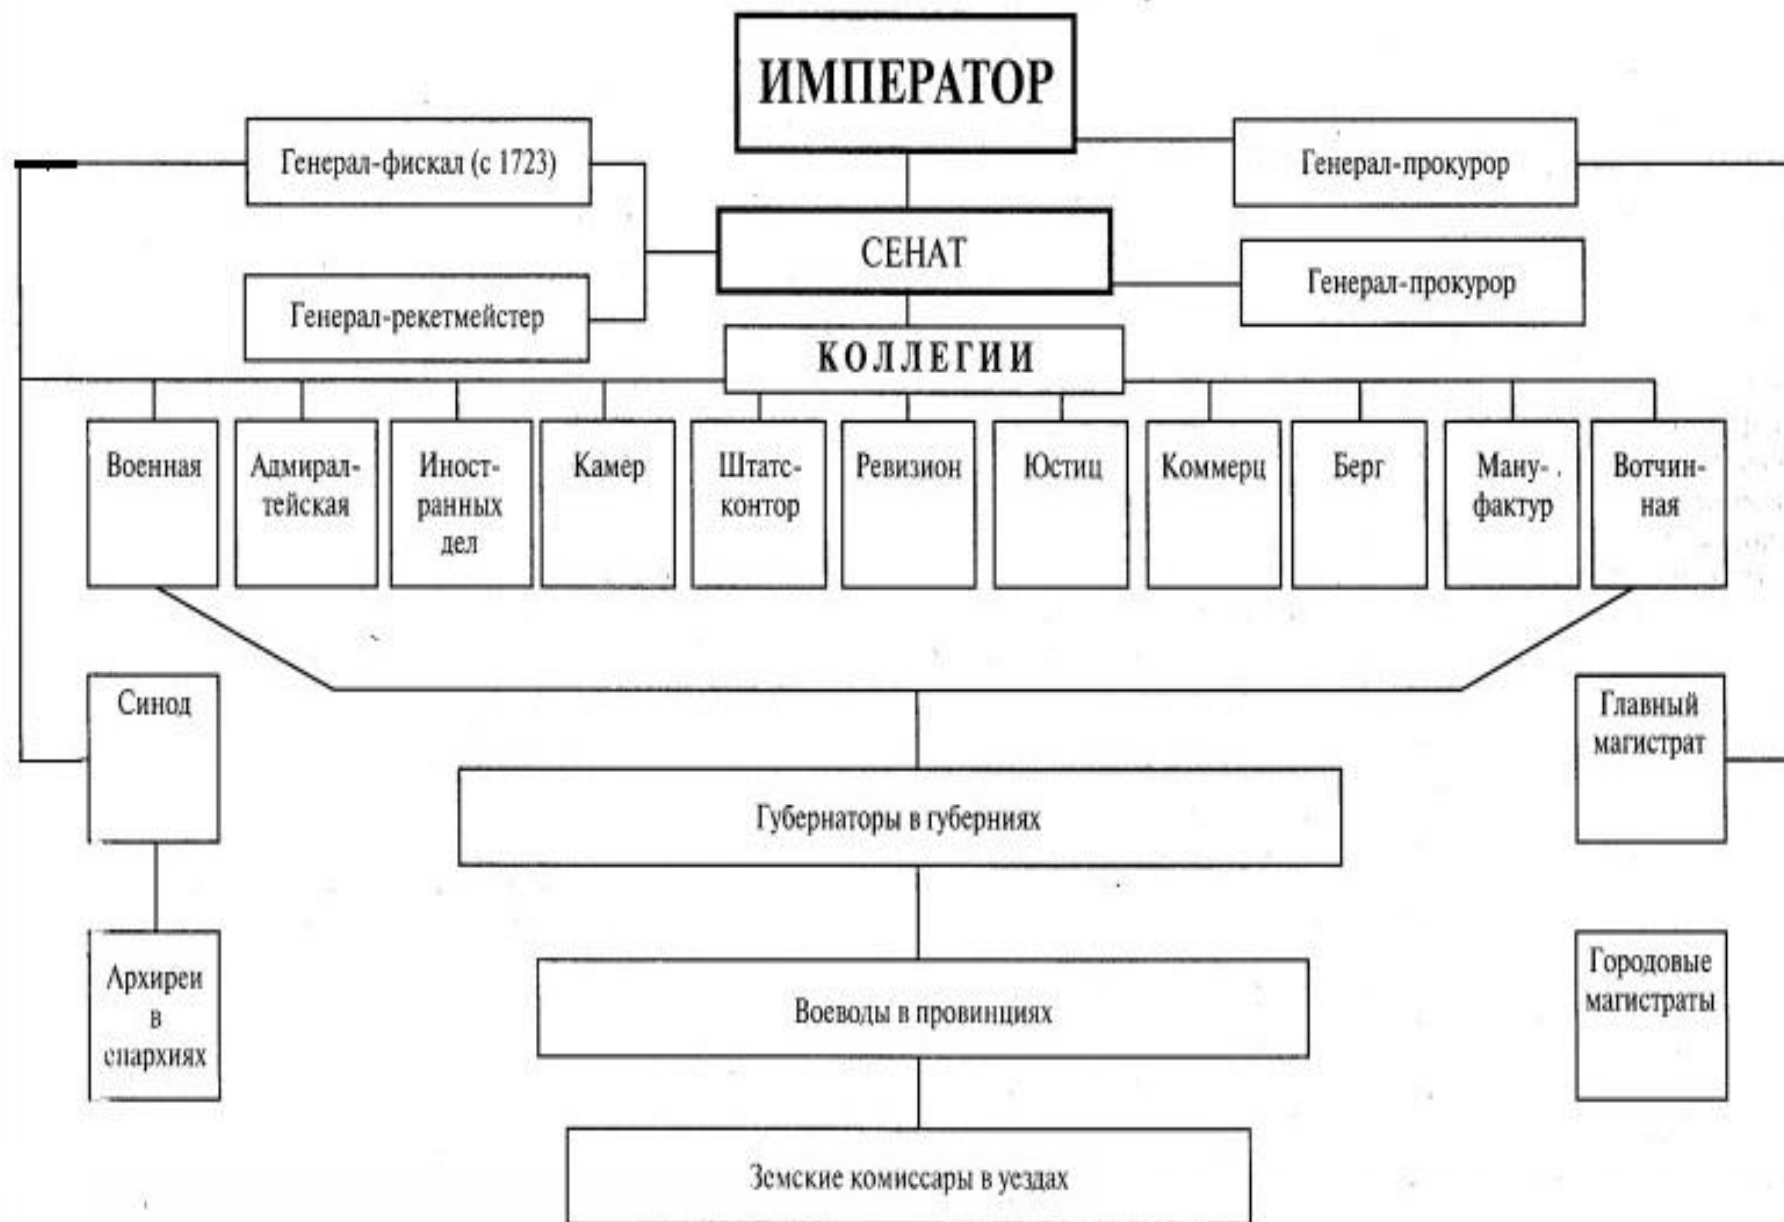 ИМПЕРАТОР
Генерал-фискал (с 1723)
Генерал-прокурор
СЕНАТ
Генерал-рекетмейстер
Генерал-прокурор
КОЛЛЕГИИ
Военная
Адмирал-
тейская
Иност-
ранных
дел
Камер
Штатс-
контор
Ревизион
Юстиц
Коммерц
Берг
Ману-
фактур
Вотчин-
ная
Синод
Главный
магистрат
Губернаторы в губерниях
Архиреи
в
епархиях
Воеводы в провинциях
Городовые
магистраты
Земские комиссары в уездах